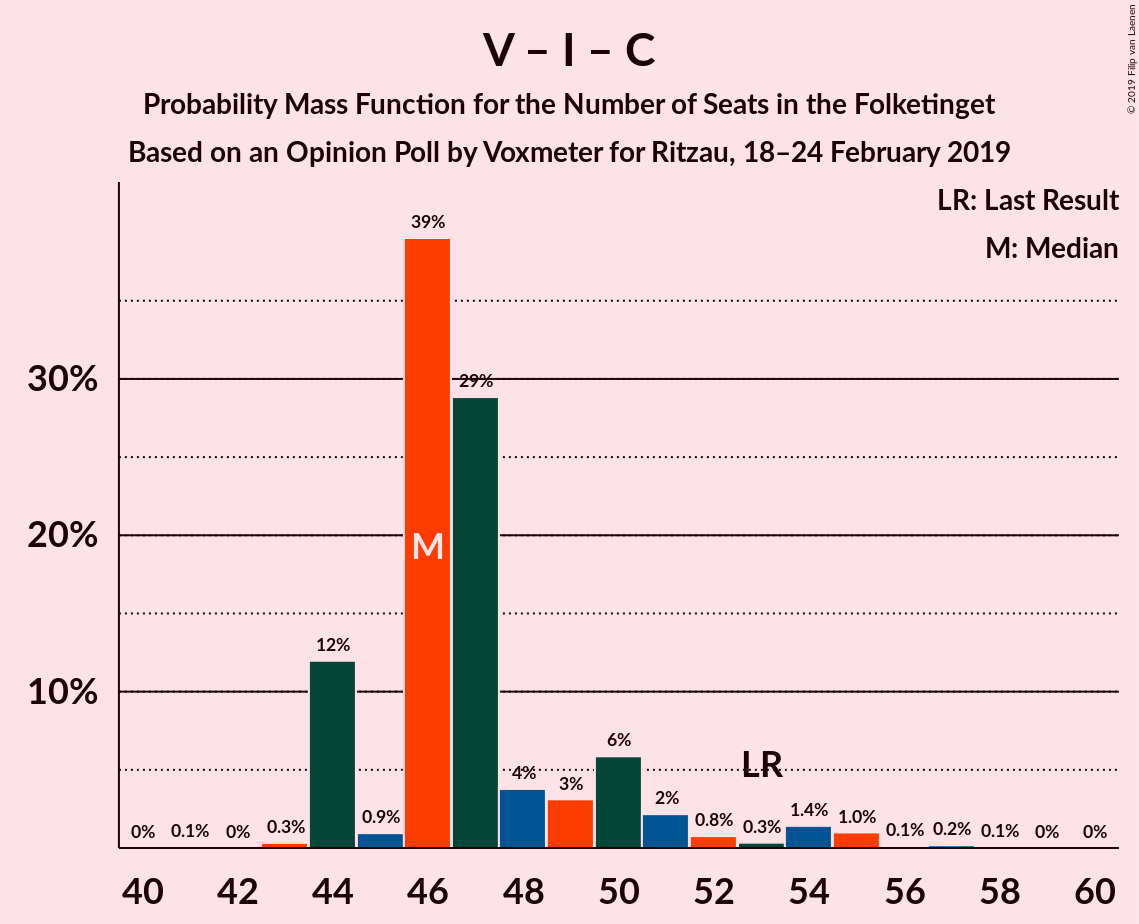 V – I – C
Probability Mass Function for the Number of Seats in the Folketinget
Based on an Opinion Poll by Voxmeter for Ritzau, 18–24 February 2019
© 2019 Filip van Laenen
LR: Last Result
M: Median
30%
20%
10%
0%
0.1%
0%
0.3%
12%
0.9%
39%
29%
4%
3%
6%
2%
0.8%
0.3%
1.4%
1.0%
0.1%
0.2%
0.1%
0%
0%
M
LR
40 42 44 46 48 50 52 54 56 58 60